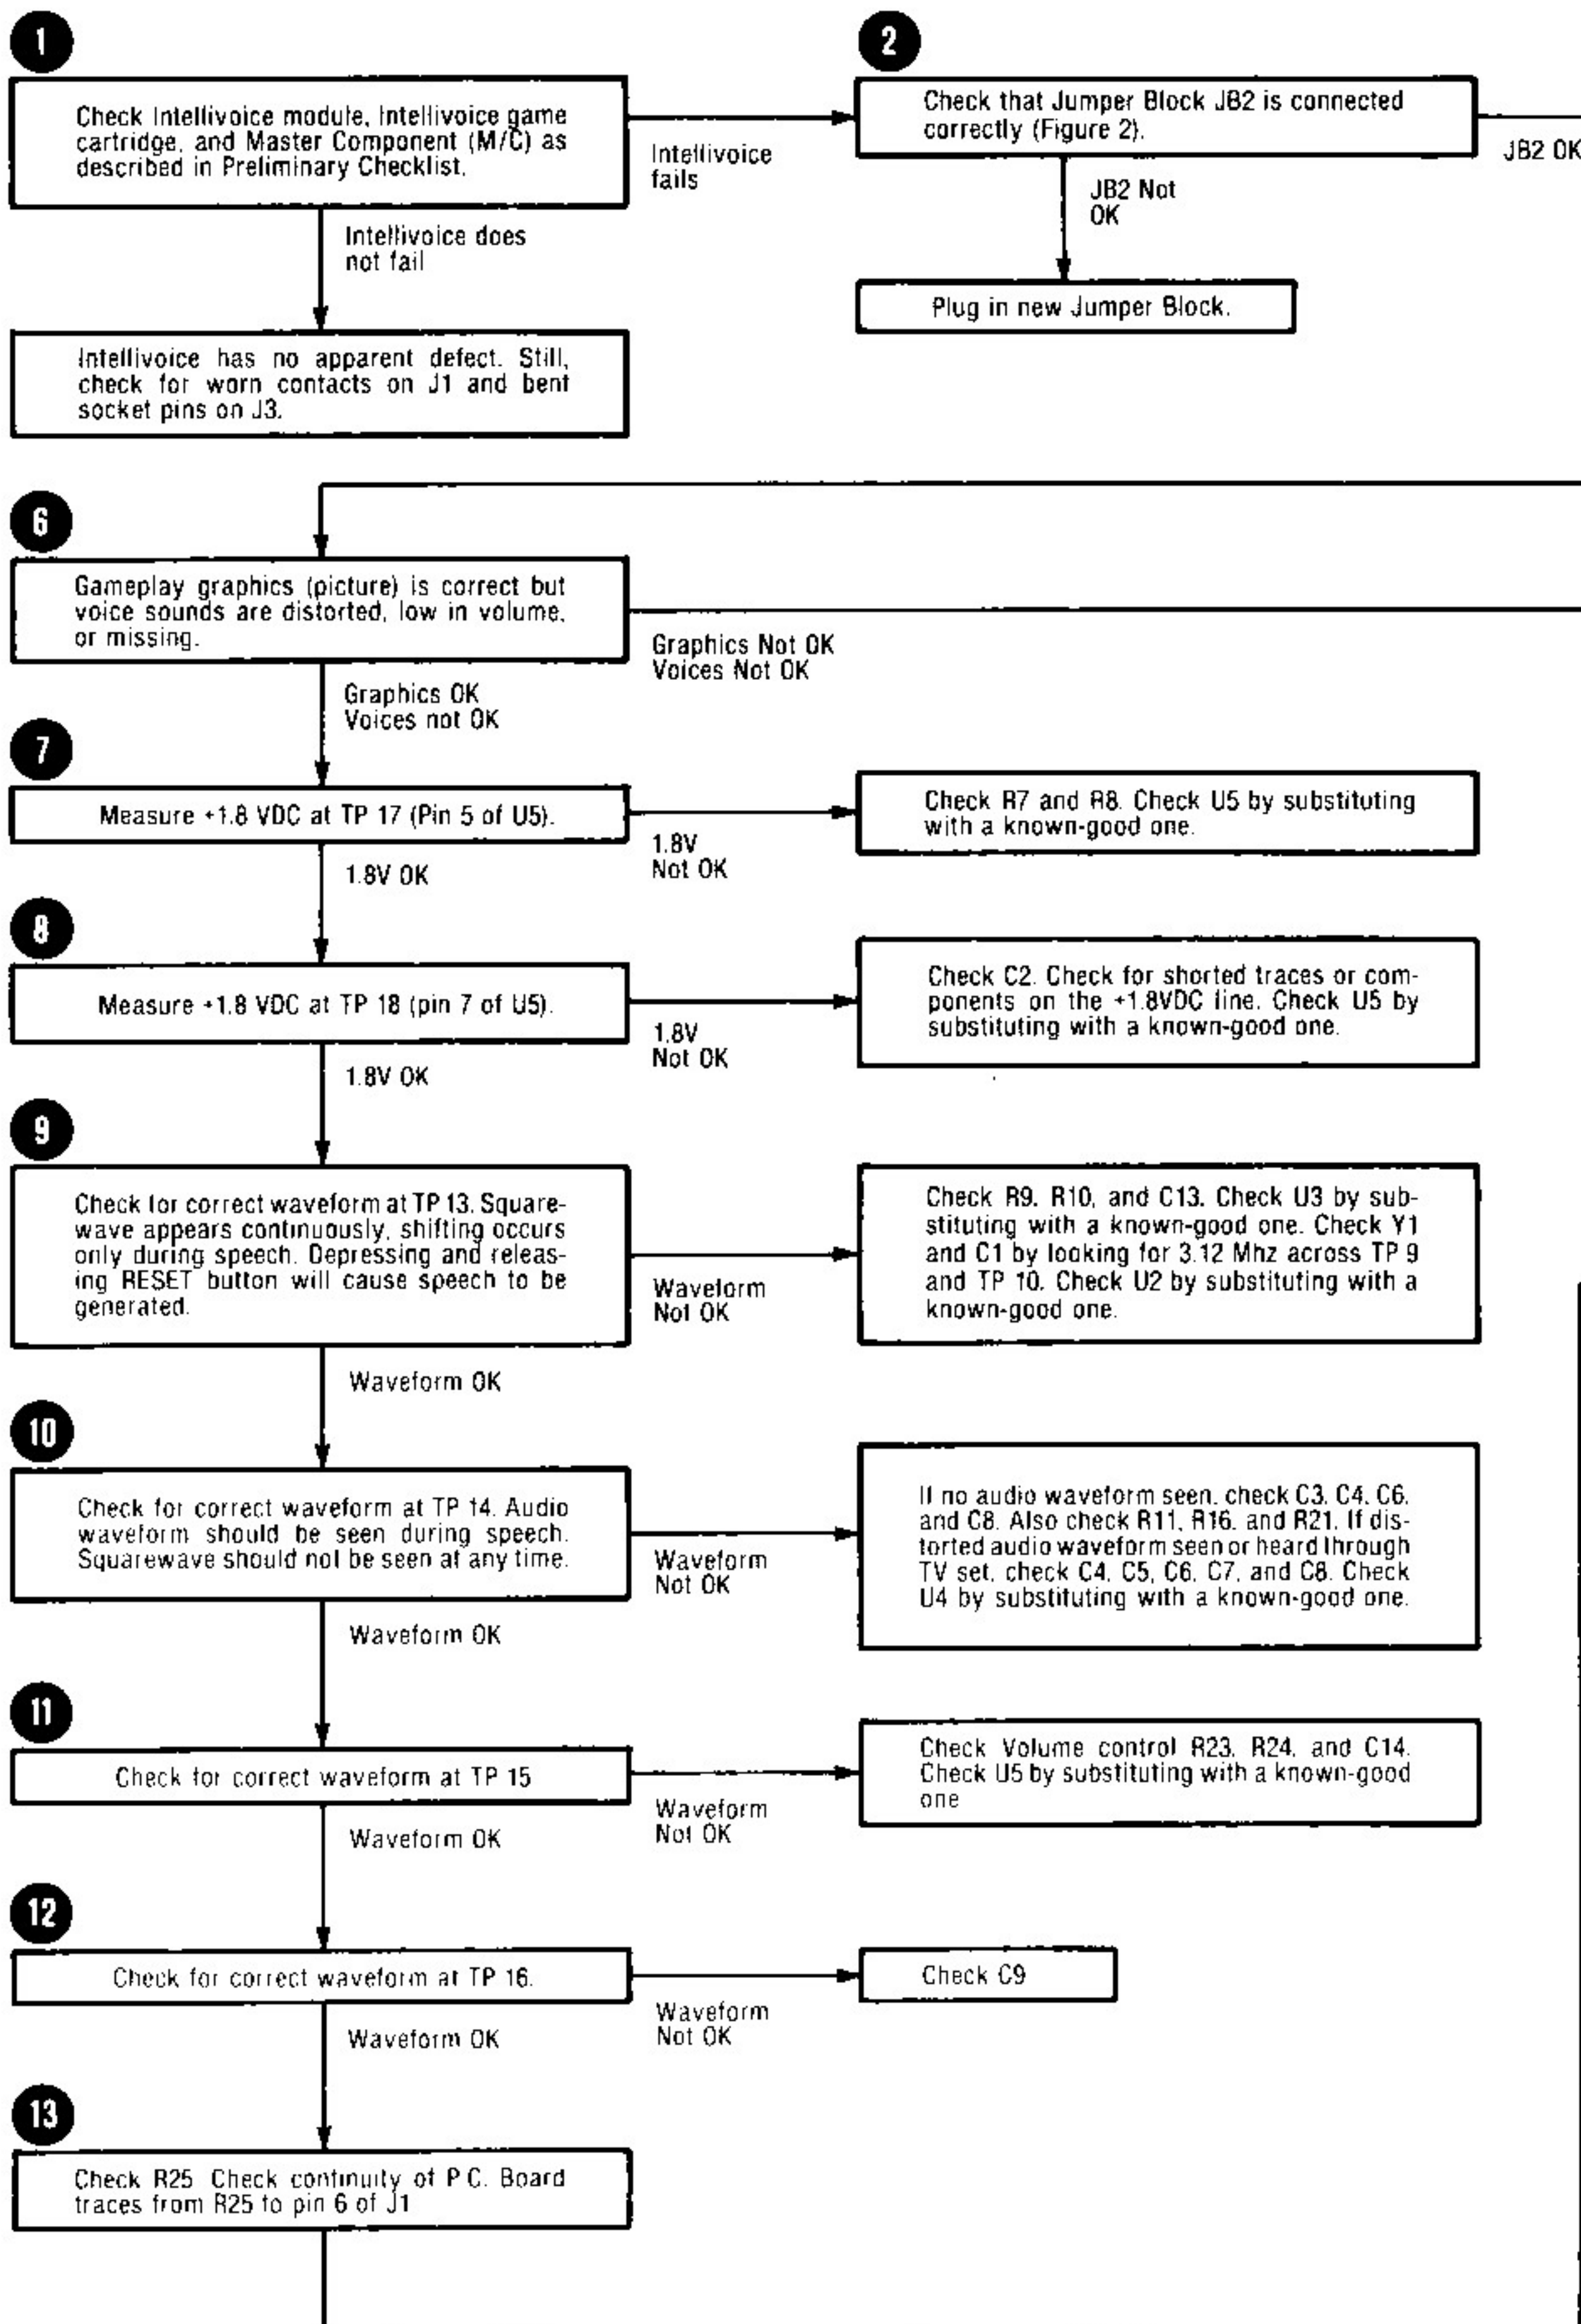 1
Check Intellivoice module, Intellivoice game
cartridge, and Master Component (M/C) as
described in Preliminary Checklist.
Intellivoice
fails
2
Check that Jumper Block JB2 is connected
correctly (Figure 2).
JB2 OK
JB2 Not
OK
Plug in new Jumper Block.
Intellivoice does
not fail
Intellivoice has no apparent defect. Still,
check for worn contacts on J1 and bent
socket pins on J3.
6
Gameplay graphics (picture) is correct but
voice sounds are distorted, low in volume,
or missing.
Graphics Not OK
Voices Not OK
Graphics OK
Voices not OK
7
Measure +1.8 VDC at TP 17 (Pin 5 of U5).
1.8V
Not OK
Check R7 and R8. Check U5 by substituting
with a known-good one.
1.8V OK
8
Measure +1.8 VDC at TP 18 (pin 7 of U5).
1.8V
Not OK
Check C2. Check for shorted traces or com-
ponents on the +1.8VDC line. Check U5 by
substituting with a known-good one.
1.8V OK
9
Check for correct waveform at TP 13. Square-
wave appears continuously, shifting occurs
only during speech. Depressing and releas-
ing RESET button will cause speech to be
generated.
Waveform
Not OK
Check R9. R10, and C13. Check U3 by sub-
stituting with a known-good one. Check Y1
and C1 by looking for 3.12 Mhz across TP 9
and TP 10. Check U2 by substituting with a
known-good one.
Waveform OK
10
Check for correct waveform at TP 14. Audio
waveform should be seen during speech.
Squarewave should not be seen at any time.
Waveform
Not OK
If no audio waveform seen, check C3, C4, C6,
and C8. Also check R11, R16, and R21. If dis-
torted audio waveform seen or heard through
TV set, check C4, C5, C6, C7, and C8. Check
U4 by substituting with a known-good one.
Waveform OK
11
Check for correct waveform at TP 15
Waveform
Not OK
Check Volume control R23, R24, and C14.
Check U5 by substituting with a known-good
one
Waveform OK
12
Check for correct waveform at TP 16.
Waveform
Not OK
Check C9
Waveform OK
13
Check R25 Check continuity of P C. Board
traces from R25 to pin 6 of J1